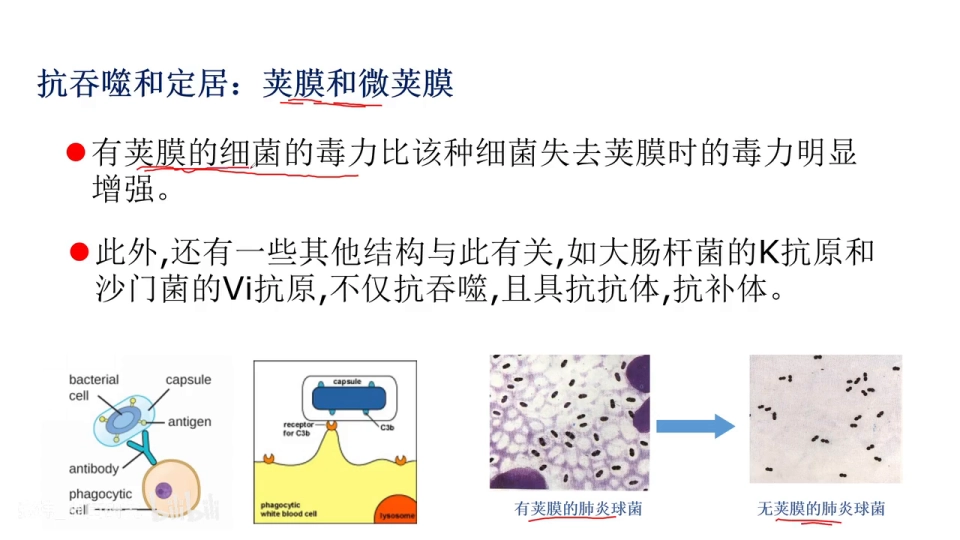 抗吞噬和定居：荚膜和微荚膜
有荚膜的细菌的毒力比该种细菌失去荚膜时的毒力明显
增强。
此外,还有一些其他结构与此有关,如大肠杆菌的K抗原和
沙门菌的Vi抗原,不仅抗吞噬,且具抗抗体,抗补体。
bacterial
cell
capsule
antigen
antibody
phagocytic
cell
capsule
receptor
for C3b
C3b
phagocytic
white blood cell
lysosome
有荚膜的肺炎球菌
无荚膜的肺炎球菌